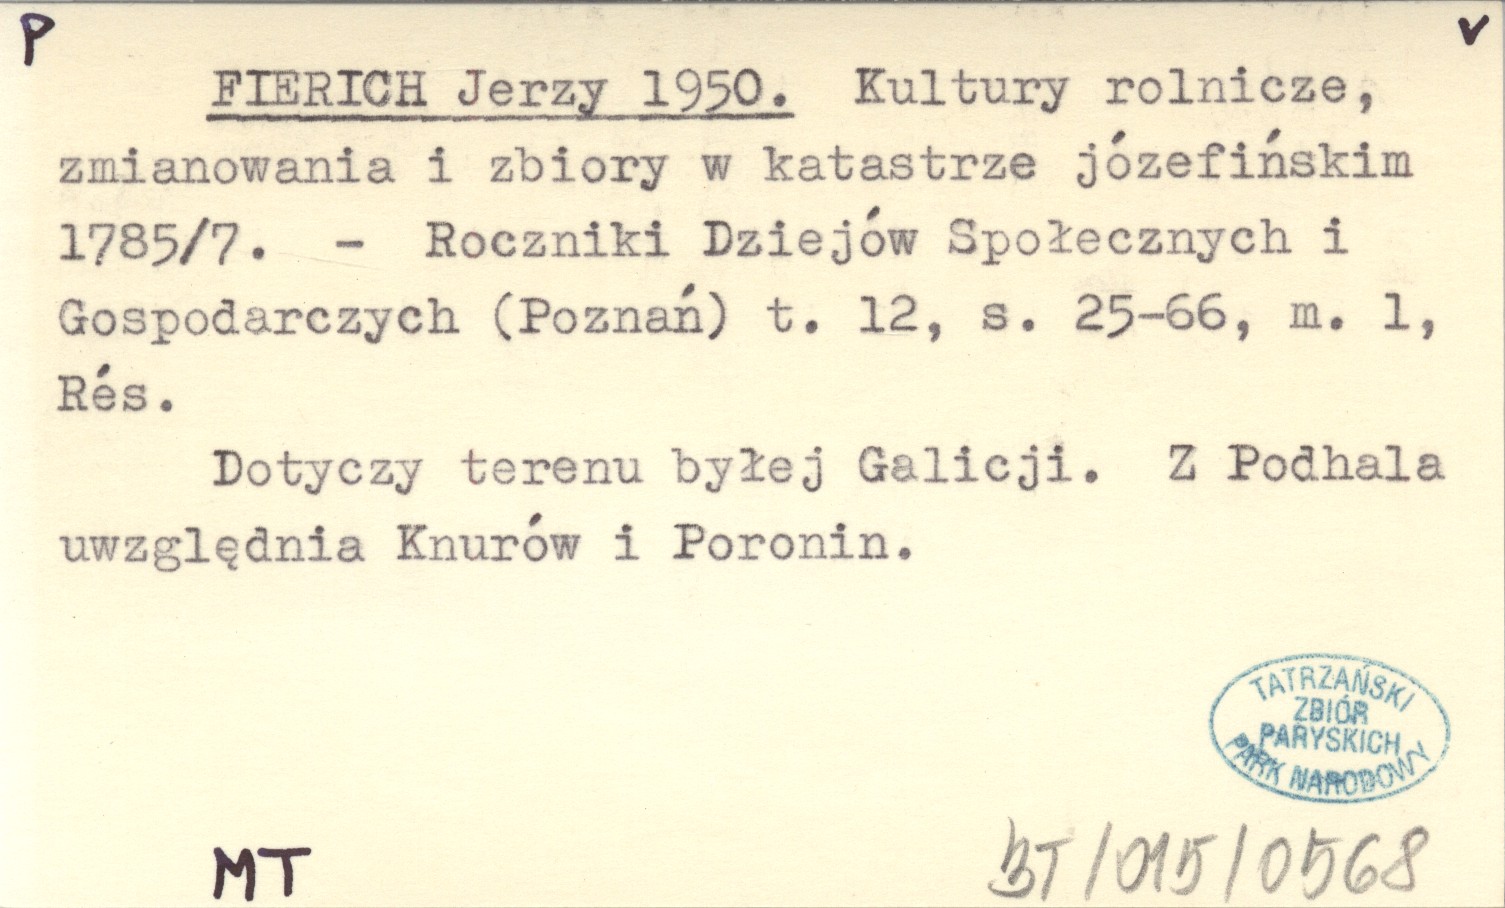 P
v
FIERICH Jerzy 1950. Kultury rolnicze,
zmianowania i zbiory w katastrze józefińskim
1785/7. - Roczniki Dziejów Społecznych i
Gospodarczych (Poznań) t. 12, s. 25-66, m. 1,
Rés.
Dotyczy terenu byłej Galicji. Z Podhala
uwzględnia Knurów i Poronin.
TATRZAŃSKI
ZBIÓR
PARYSKICH
PARK NARODOWY
MT
BT/015/0568